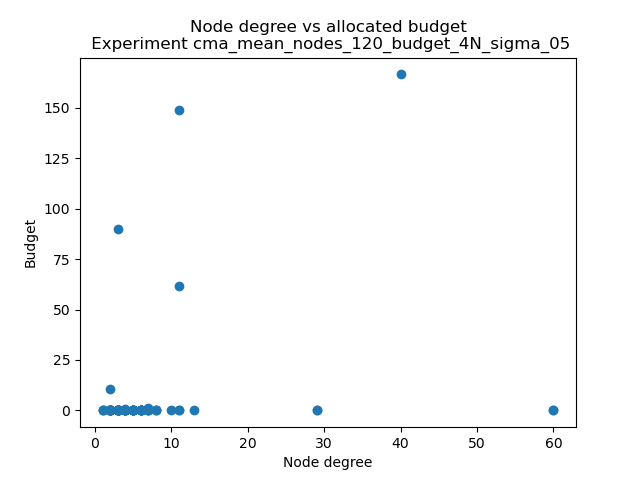 Node degree vs allocated budget
Experiment cma_mean_nodes_120_budget_4N_sigma_05
Budget
150
125
100
75
50
25
0
0 10 20 30 40 50 60
Node degree